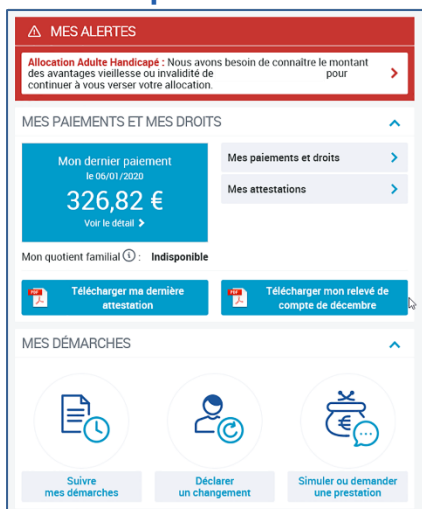 MES ALERTES
Allocation Adulte Handicapé : Nous avons besoin de connaître le montant
des avantages vieillesse ou invalidité de pour
continuer à vous verser votre allocation.
MES PAIEMENTS ET MES DROITS
Mon dernier paiement
le 06/01/2020
326,82 €
Voir le détail
Mes paiements et droits
Mes attestations
Mon quotient familial i : Indisponible
PDF
Télécharger ma dernière
attestation
PDF
Télécharger mon relevé de
compte de décembre
MES DÉMARCHES
Suivre
mes démarches
Déclarer
un changement
Simuler ou demander
une prestation